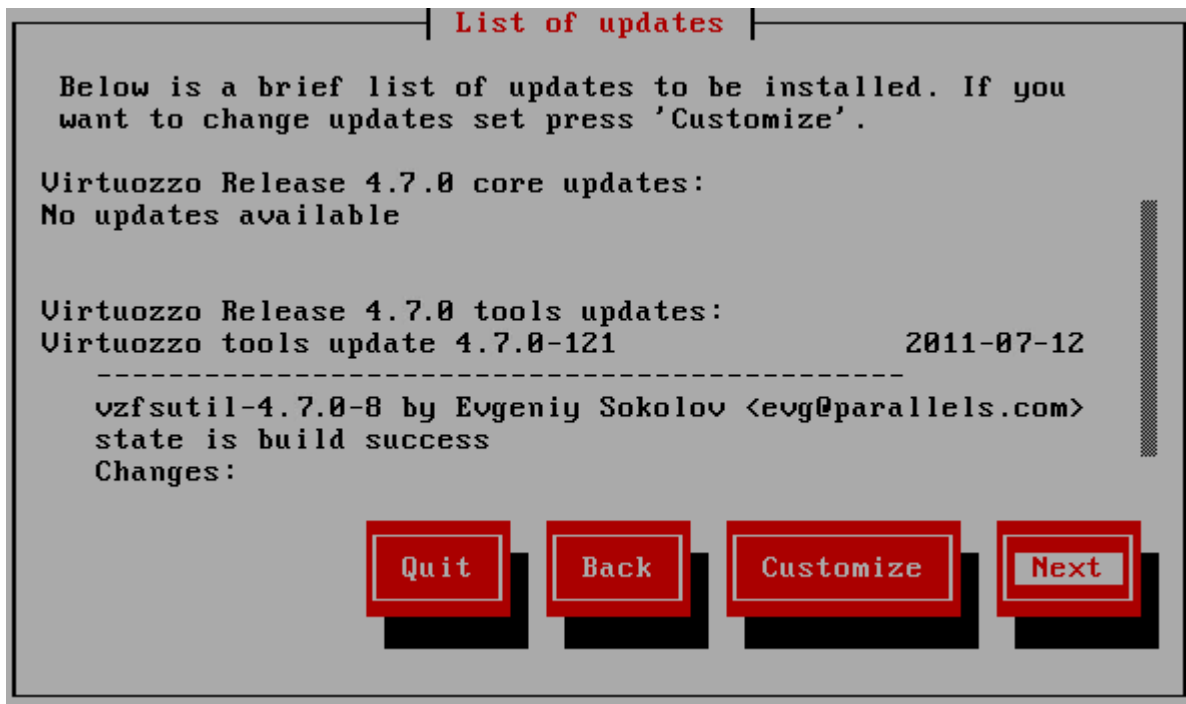 List of updates
Below is a brief list of updates to be installed. If you
want to change updates set press 'Customize'.
Virtuozzo Release 4.7.0 core updates:
No updates available
Virtuozzo Release 4.7.0 tools updates:
Virtuozzo tools update 4.7.0-121 2011-07-12
---------------------------------------------
vzfsutil-4.7.0-8 by Evgeniy Sokolov <evg@parallels.com>
state is build success
Changes:
Quit Back Customize Next